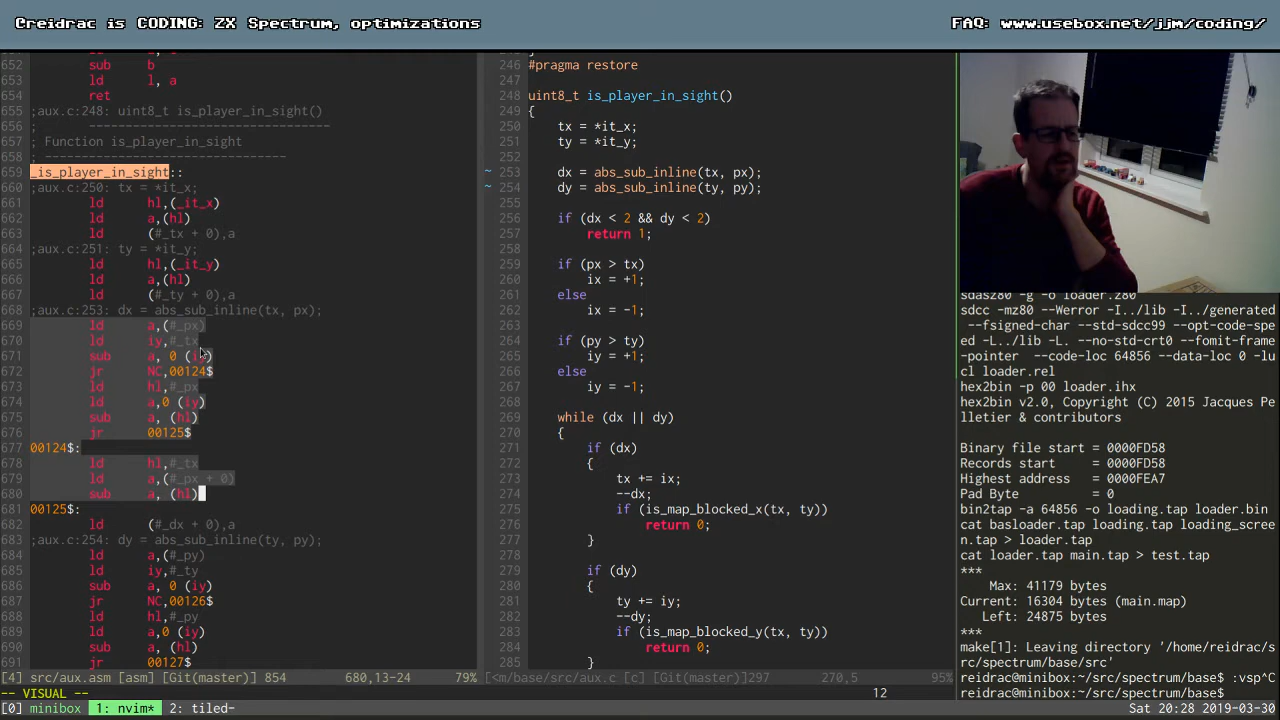 Creidrac is CODING: ZX Spectrum, optimizations
FAQ: www.usebox.net/jjm/coding/
652 sub b
653 ld l, a
654 ret
655 ;aux.c:248: uint8_t is_player_in_sight()
656 ; --------------------------------
657 ; Function is_player_in_sight
658 ; --------------------------------
659 _is_player_in_sight::
660 ;aux.c:250: tx = *it_x;
661 ld hl,(_it_x)
662 ld a,(hl)
663 ld (#_tx + 0),a
664 ;aux.c:251: ty = *it_y;
665 ld hl,(_it_y)
666 ld a,(hl)
667 ld (#_ty + 0),a
668 ;aux.c:253: dx = abs_sub_inline(tx, px);
669 ld a,(#_px)
670 ld iy,#_tx
671 sub a, 0 (iy)
672 jr NC,00124$
673 ld hl,#_px
674 ld a,0 (iy)
675 sub a, (hl)
676 jr 00125$
677 00124$:
678 ld hl,#_tx
679 ld a,(#_px + 0)
680 sub a, (hl)
681 00125$:
682 ld (#_dx + 0),a
683 ;aux.c:254: dy = abs_sub_inline(ty, py);
684 ld a,(#_py)
685 ld iy,#_ty
686 sub a, 0 (iy)
687 jr NC,00126$
688 ld hl,#_py
689 ld a,0 (iy)
690 sub a, (hl)
691 jr 00127$
[4] src/aux.asm [asm] [Git(master)] 854 680,13-24 79%
246 #pragma restore
247
248 uint8_t is_player_in_sight()
249 {
250 tx = *it_x;
251 ty = *it_y;
252
~ 253 dx = abs_sub_inline(tx, px);
~ 254 dy = abs_sub_inline(ty, py);
255
256 if (dx < 2 && dy < 2)
257 return 1;
258
259 if (px > tx)
260 ix = +1;
261 else
262 ix = -1;
263
264 if (py > ty)
265 iy = +1;
266 else
267 iy = -1;
268
269 while (dx || dy)
270 {
271 if (dx)
272 {
273 tx += ix;
274 --dx;
275 if (is_map_blocked_x(tx, ty))
276 return 0;
277 }
278
279 if (dy)
280 {
281 ty += iy;
282 --dy;
283 if (is_map_blocked_y(tx, ty))
284 return 0;
285 }
[<m/base/src/aux.c [c] [Git(master)]297 270,5 95%
sdasz80 -g -o loader.z80
sdcc -mz80 --Werror -I../lib -I../generated
--fsigned-char --std-sdcc99 --opt-code-spe
ed -L../lib -L. --no-std-crt0 --fomit-frame
-pointer --code-loc 64856 --data-loc 0 -lu
cl loader.rel
hex2bin -p 00 loader.ihx
hex2bin v2.0, Copyright (C) 2015 Jacques Pe
lletier & contributors
Binary file start = 0000FD58
Records start = 0000FD58
Highest address = 0000FEA7
Pad Byte = 0
bin2tap -a 64856 -o loading.tap loader.bin
cat basloader.tap loading.tap loading_scree
n.tap > loader.tap
cat loader.tap main.tap > test.tap
***
Max: 41179 bytes
Current: 16304 bytes (main.map)
Left: 24875 bytes
***
make[1]: Leaving directory '/home/reidrac/s
rc/spectrum/base/src'
reidrac@minibox:~/src/spectrum/base$ :vsp^C
reidrac@minibox:~/src/spectrum/base$
-- VISUAL -- 12
[0] minibox 1: nvim* 2: tiled- Sat 20:28 2019-03-30